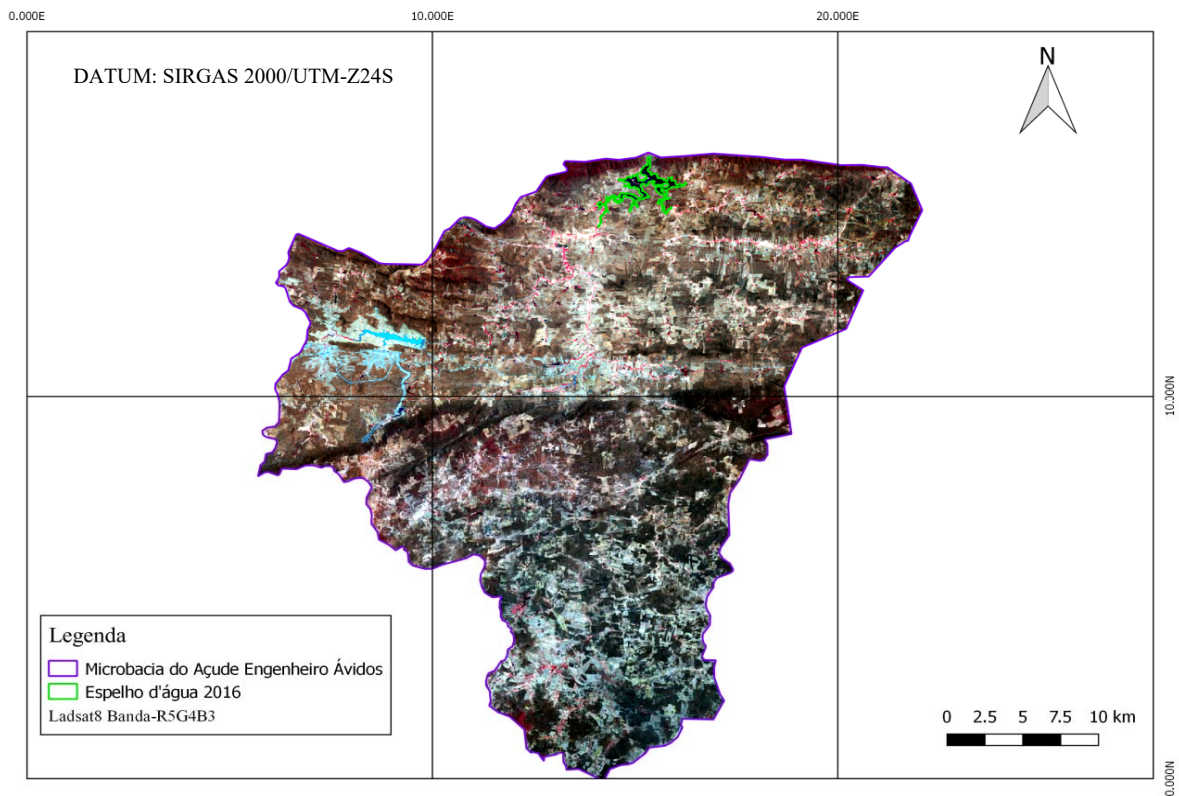 0.000E 10.000E 20.000E
DATUM: SIRGAS 2000/UTM-Z24S
N
10.000N
Legenda
Microbacia do Açude Engenheiro Ávidos
Espelho d'água 2016
Ladsat8 Banda-R5G4B3
0 2.5 5 7.5 10 km
0.000N